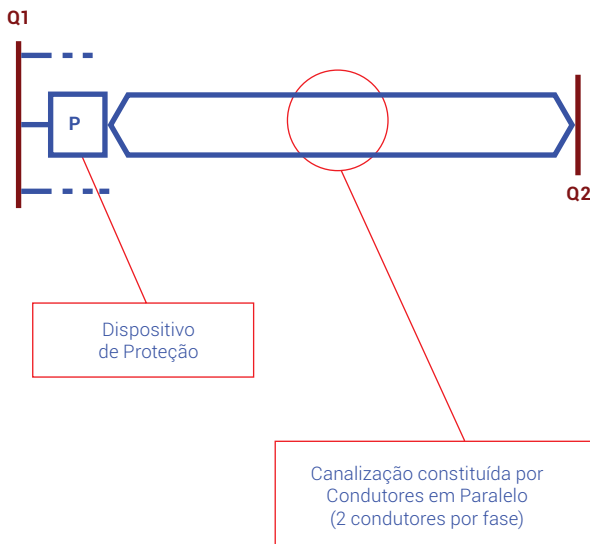 Q1
P
Q2
Dispositivo
de Proteção
Canalização constituída por
Condutores em Paralelo
(2 condutores por fase)